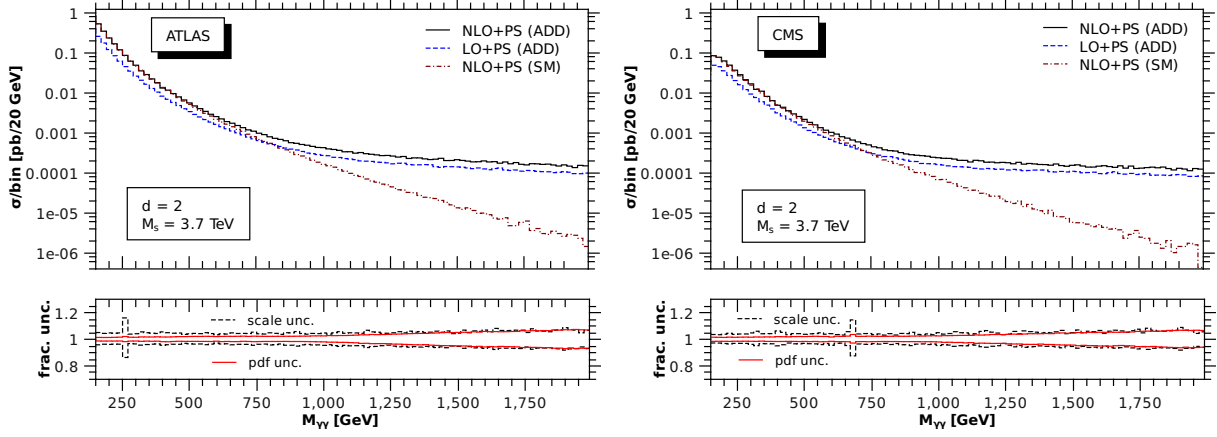 1
0.1
0.01
0.001
0.0001
1e-05
1e-06
σ/bin [pb/20 GeV]
ATLAS
NLO+PS (ADD)
LO+PS (ADD)
NLO+PS (SM)
d = 2
Mₛ = 3.7 TeV
1.2
1
0.8
frac. unc.
scale unc.
pdf unc.
250 500 750 1,000 1,250 1,500 1,750
Mγγ [GeV]
1
0.1
0.01
0.001
0.0001
1e-05
1e-06
σ/bin [pb/20 GeV]
CMS
NLO+PS (ADD)
LO+PS (ADD)
NLO+PS (SM)
d = 2
Mₛ = 3.7 TeV
1.2
1
0.8
frac. unc.
scale unc.
pdf unc.
250 500 750 1,000 1,250 1,500 1,750
Mγγ [GeV]